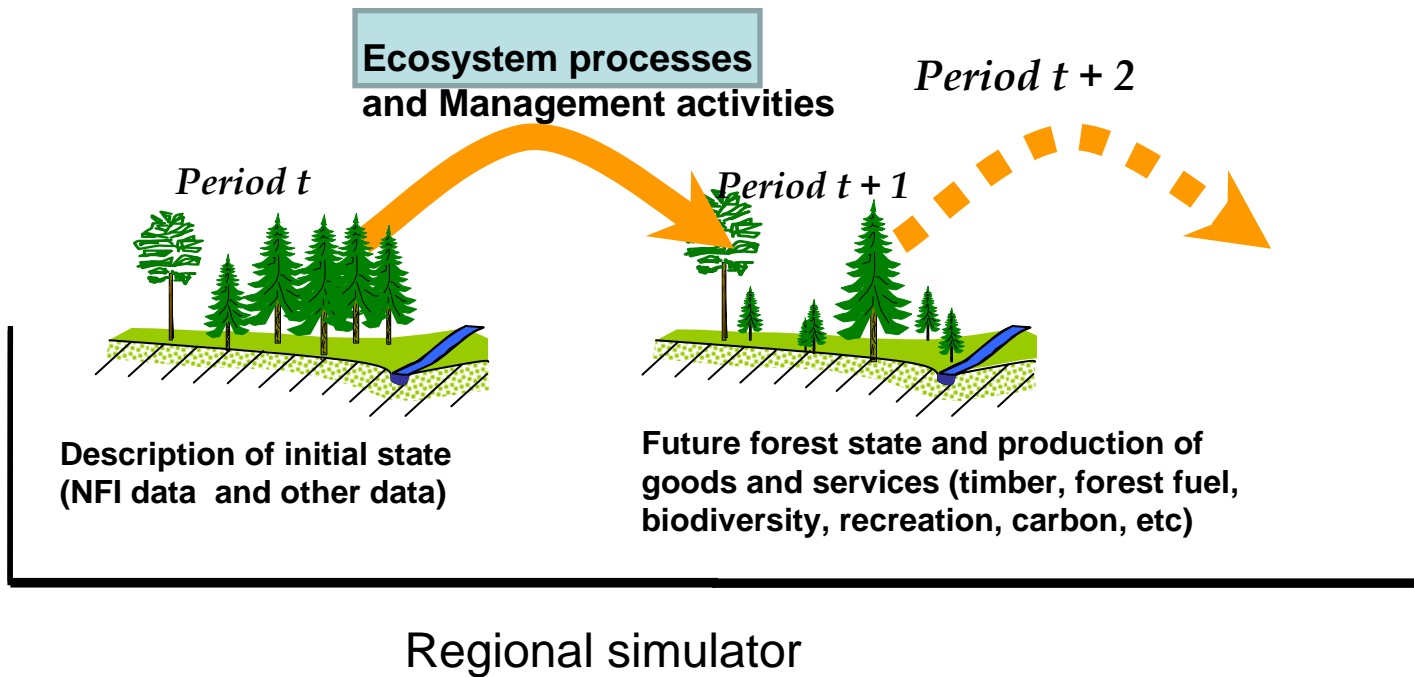 Ecosystem processes
and Management activities
Period t + 2
Period t
Period t + 1
Description of initial state
(NFI data and other data)
Future forest state and production of
goods and services (timber, forest fuel,
biodiversity, recreation, carbon, etc)
Regional simulator